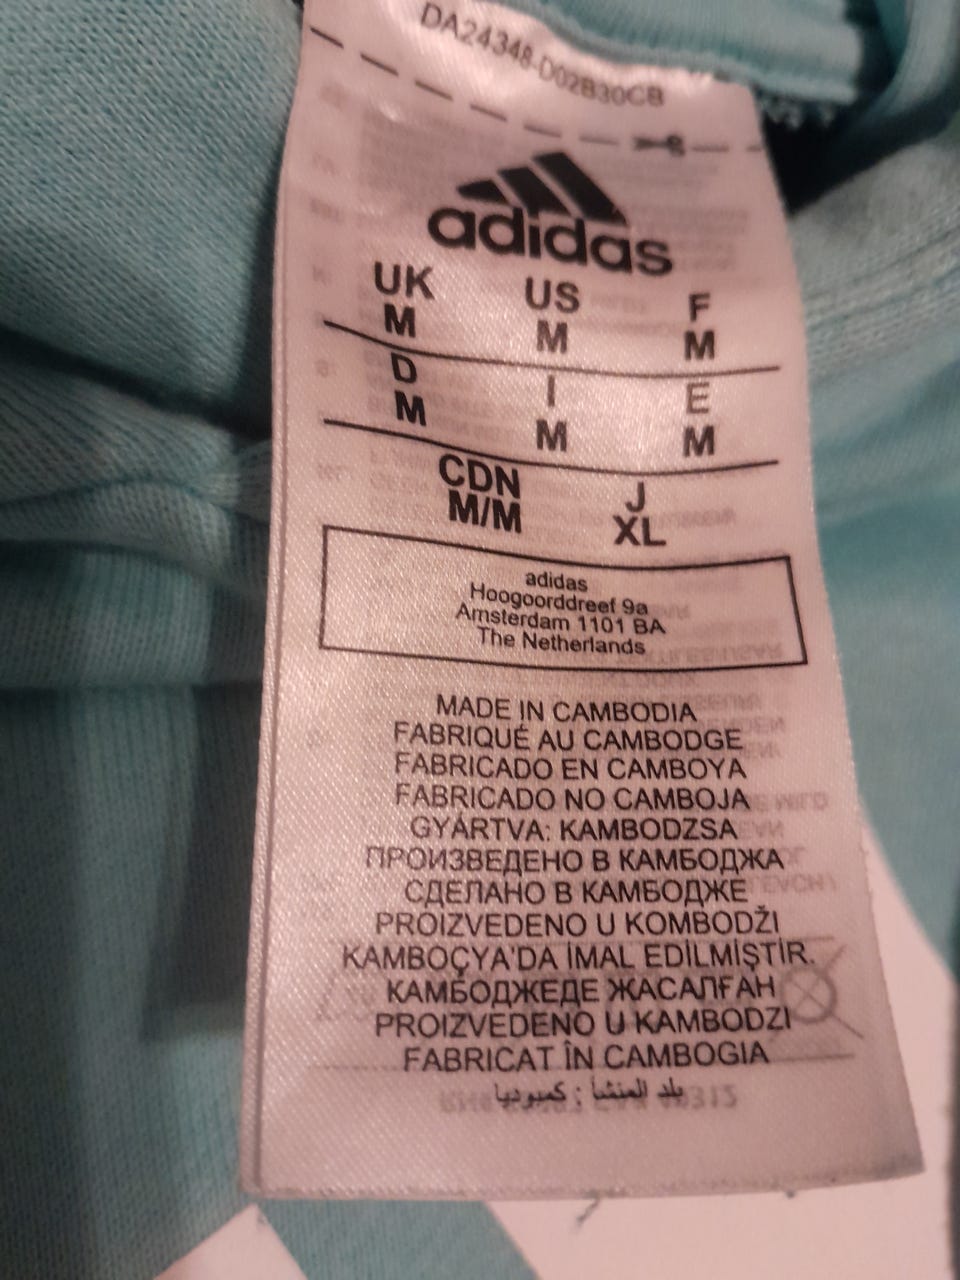 DA24348-D02B30CB
adidas
UK US F
M M M
D I E
M M M
CDN J
M/M XL
adidas
Hoogoorddreef 9a
Amsterdam 1101 BA
The Netherlands
MADE IN CAMBODIA
FABRIQUÉ AU CAMBODGE
FABRICADO EN CAMBOYA
FABRICADO NO CAMBOJA
GYÁRTVA: KAMBODZSA
ПРОИЗВЕДЕНО В КАМБОДЖА
СДЕЛАНО В КАМБОДЖЕ
PROIZVEDENO U KOMBODŽI
KAMBOÇYA'DA İMAL EDİLMİŞTİR.
КАМБОДЖЕДЕ ЖАСАЛҒАН
PROIZVEDENO U KAMBODZI
FABRICAT ÎN CAMBOGIA
بلد المنشأ : كمبوديا